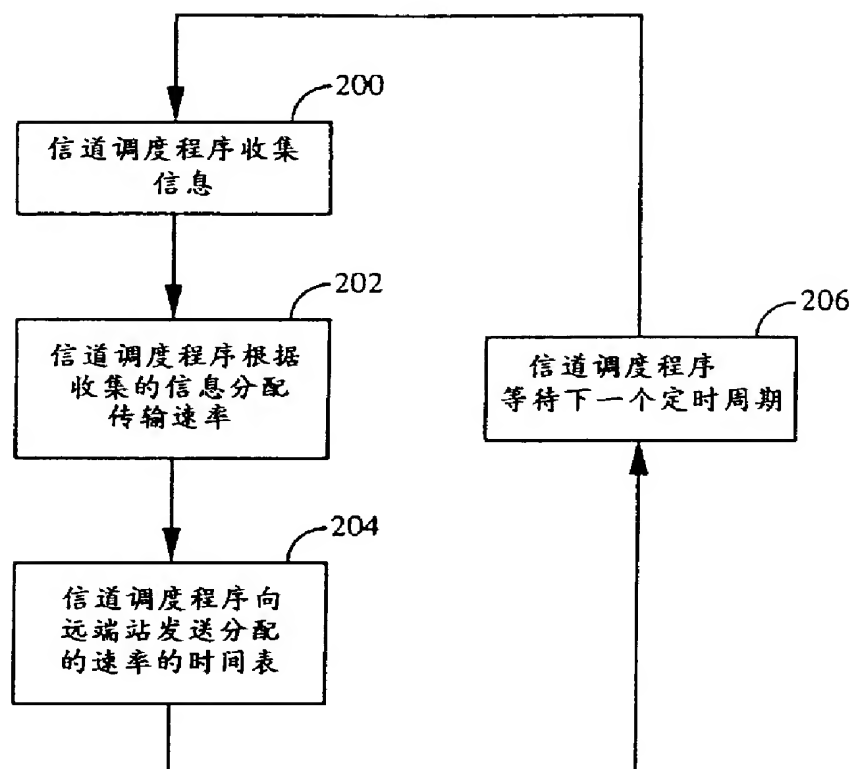 200
信道调度程序收集
信息
202
信道调度程序根据
收集的信息分配
传输速率
204
信道调度程序向
远端站发送分配
的速率的时间表
206
信道调度程序
等待下一个定时周期